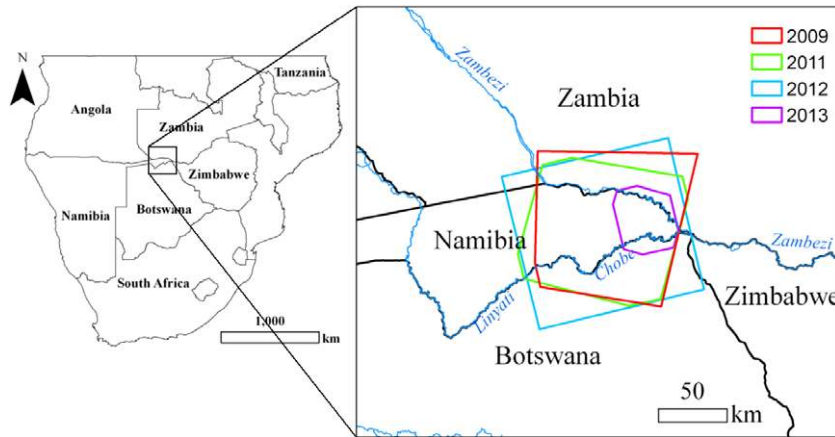 N
Tanzania
Angola
Zambia
Zimbabwe
Namibia
Botswana
South Africa
1,000
km
Zambezi
2009
2011
2012
2013
Zambia
Namibia
Chobe
Zambezi
Linyati
Zimbabwe
Botswana
50
km